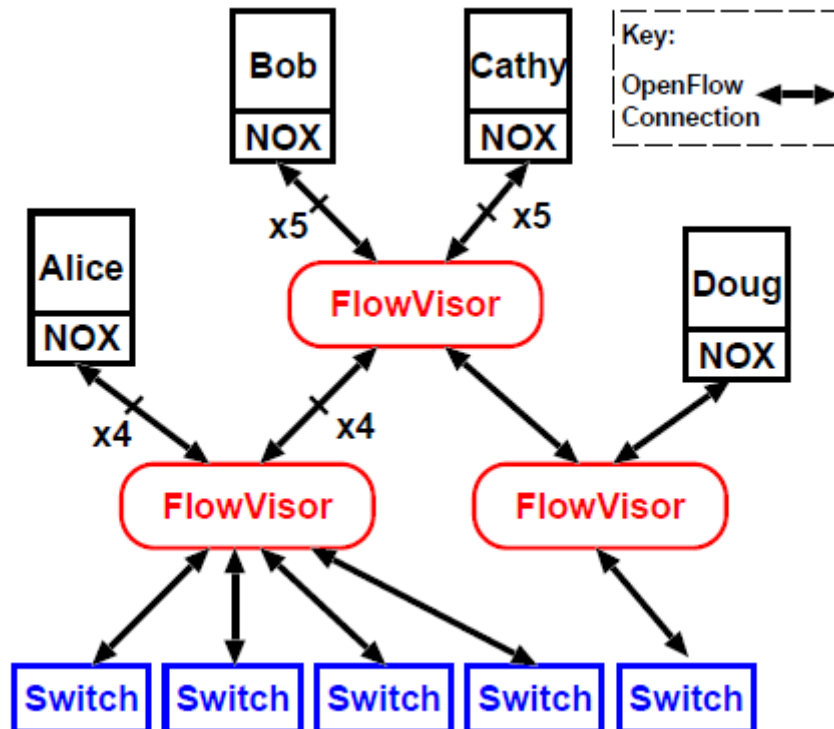 Bob
NOX
Cathy
NOX
Key:
OpenFlow
Connection
x5
x5
Alice
NOX
FlowVisor
Doug
NOX
x4
x4
FlowVisor
FlowVisor
Switch
Switch
Switch
Switch
Switch